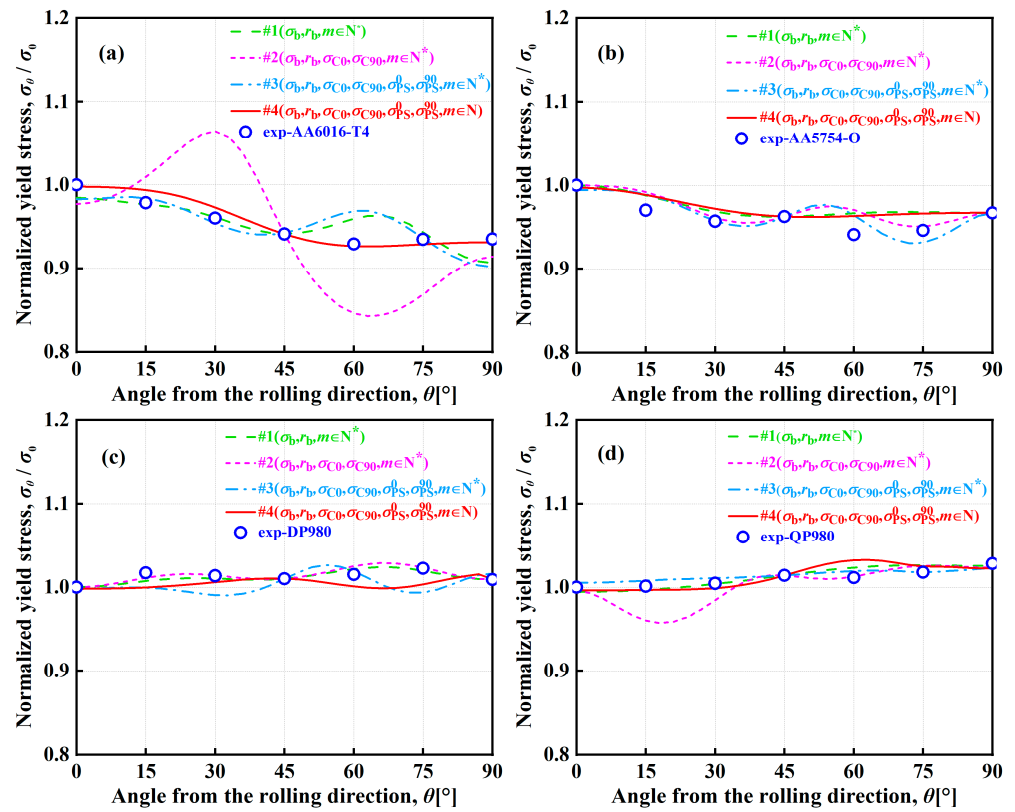 1.2
1.1
1.0
0.9
0.8
Normalized yield stress, σθ / σ0
(a)
#1(σb,rb,m∈N*)
#2(σb,rb,σC0,σC90,m∈N*)
#3(σb,rb,σC0,σC90,σ0PS,σ90PS,m∈N*)
#4(σb,rb,σC0,σC90,σ0PS,σ90PS,m∈N)
exp-AA6016-T4
0 15 30 45 60 75 90
Angle from the rolling direction, θ[°]
1.2
1.1
1.0
0.9
0.8
Normalized yield stress, σθ / σ0
(b)
#1(σb,rb,m∈N*)
#2(σb,rb,σC0,σC90,m∈N*)
#3(σb,rb,σC0,σC90,σ0PS,σ90PS,m∈N*)
#4(σb,rb,σC0,σC90,σ0PS,σ90PS,m∈N)
exp-AA5754-O
0 15 30 45 60 75 90
Angle from the rolling direction, θ[°]
1.2
1.1
1.0
0.9
0.8
Normalized yield stress, σθ / σ0
(c)
#1(σb,rb,m∈N*)
#2(σb,rb,σC0,σC90,m∈N*)
#3(σb,rb,σC0,σC90,σ0PS,σ90PS,m∈N*)
#4(σb,rb,σC0,σC90,σ0PS,σ90PS,m∈N)
exp-DP980
0 15 30 45 60 75 90
Angle from the rolling direction, θ[°]
1.2
1.1
1.0
0.9
0.8
Normalized yield stress, σθ / σ0
(d)
#1(σb,rb,m∈N*)
#2(σb,rb,σC0,σC90,m∈N*)
#3(σb,rb,σC0,σC90,σ0PS,σ90PS,m∈N*)
#4(σb,rb,σC0,σC90,σ0PS,σ90PS,m∈N)
exp-QP980
0 15 30 45 60 75 90
Angle from the rolling direction, θ[°]